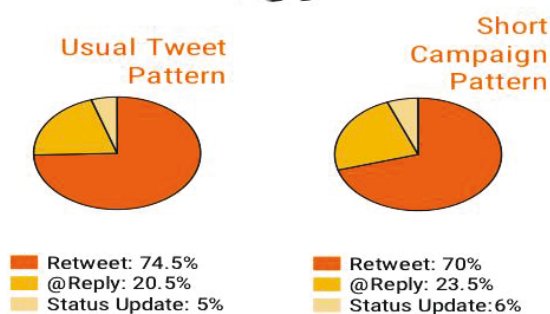 Usual Tweet
Pattern
Retweet: 74.5%
@Reply: 20.5%
Status Update: 5%
Short
Campaign
Pattern
Retweet: 70%
@Reply: 23.5%
Status Update:6%